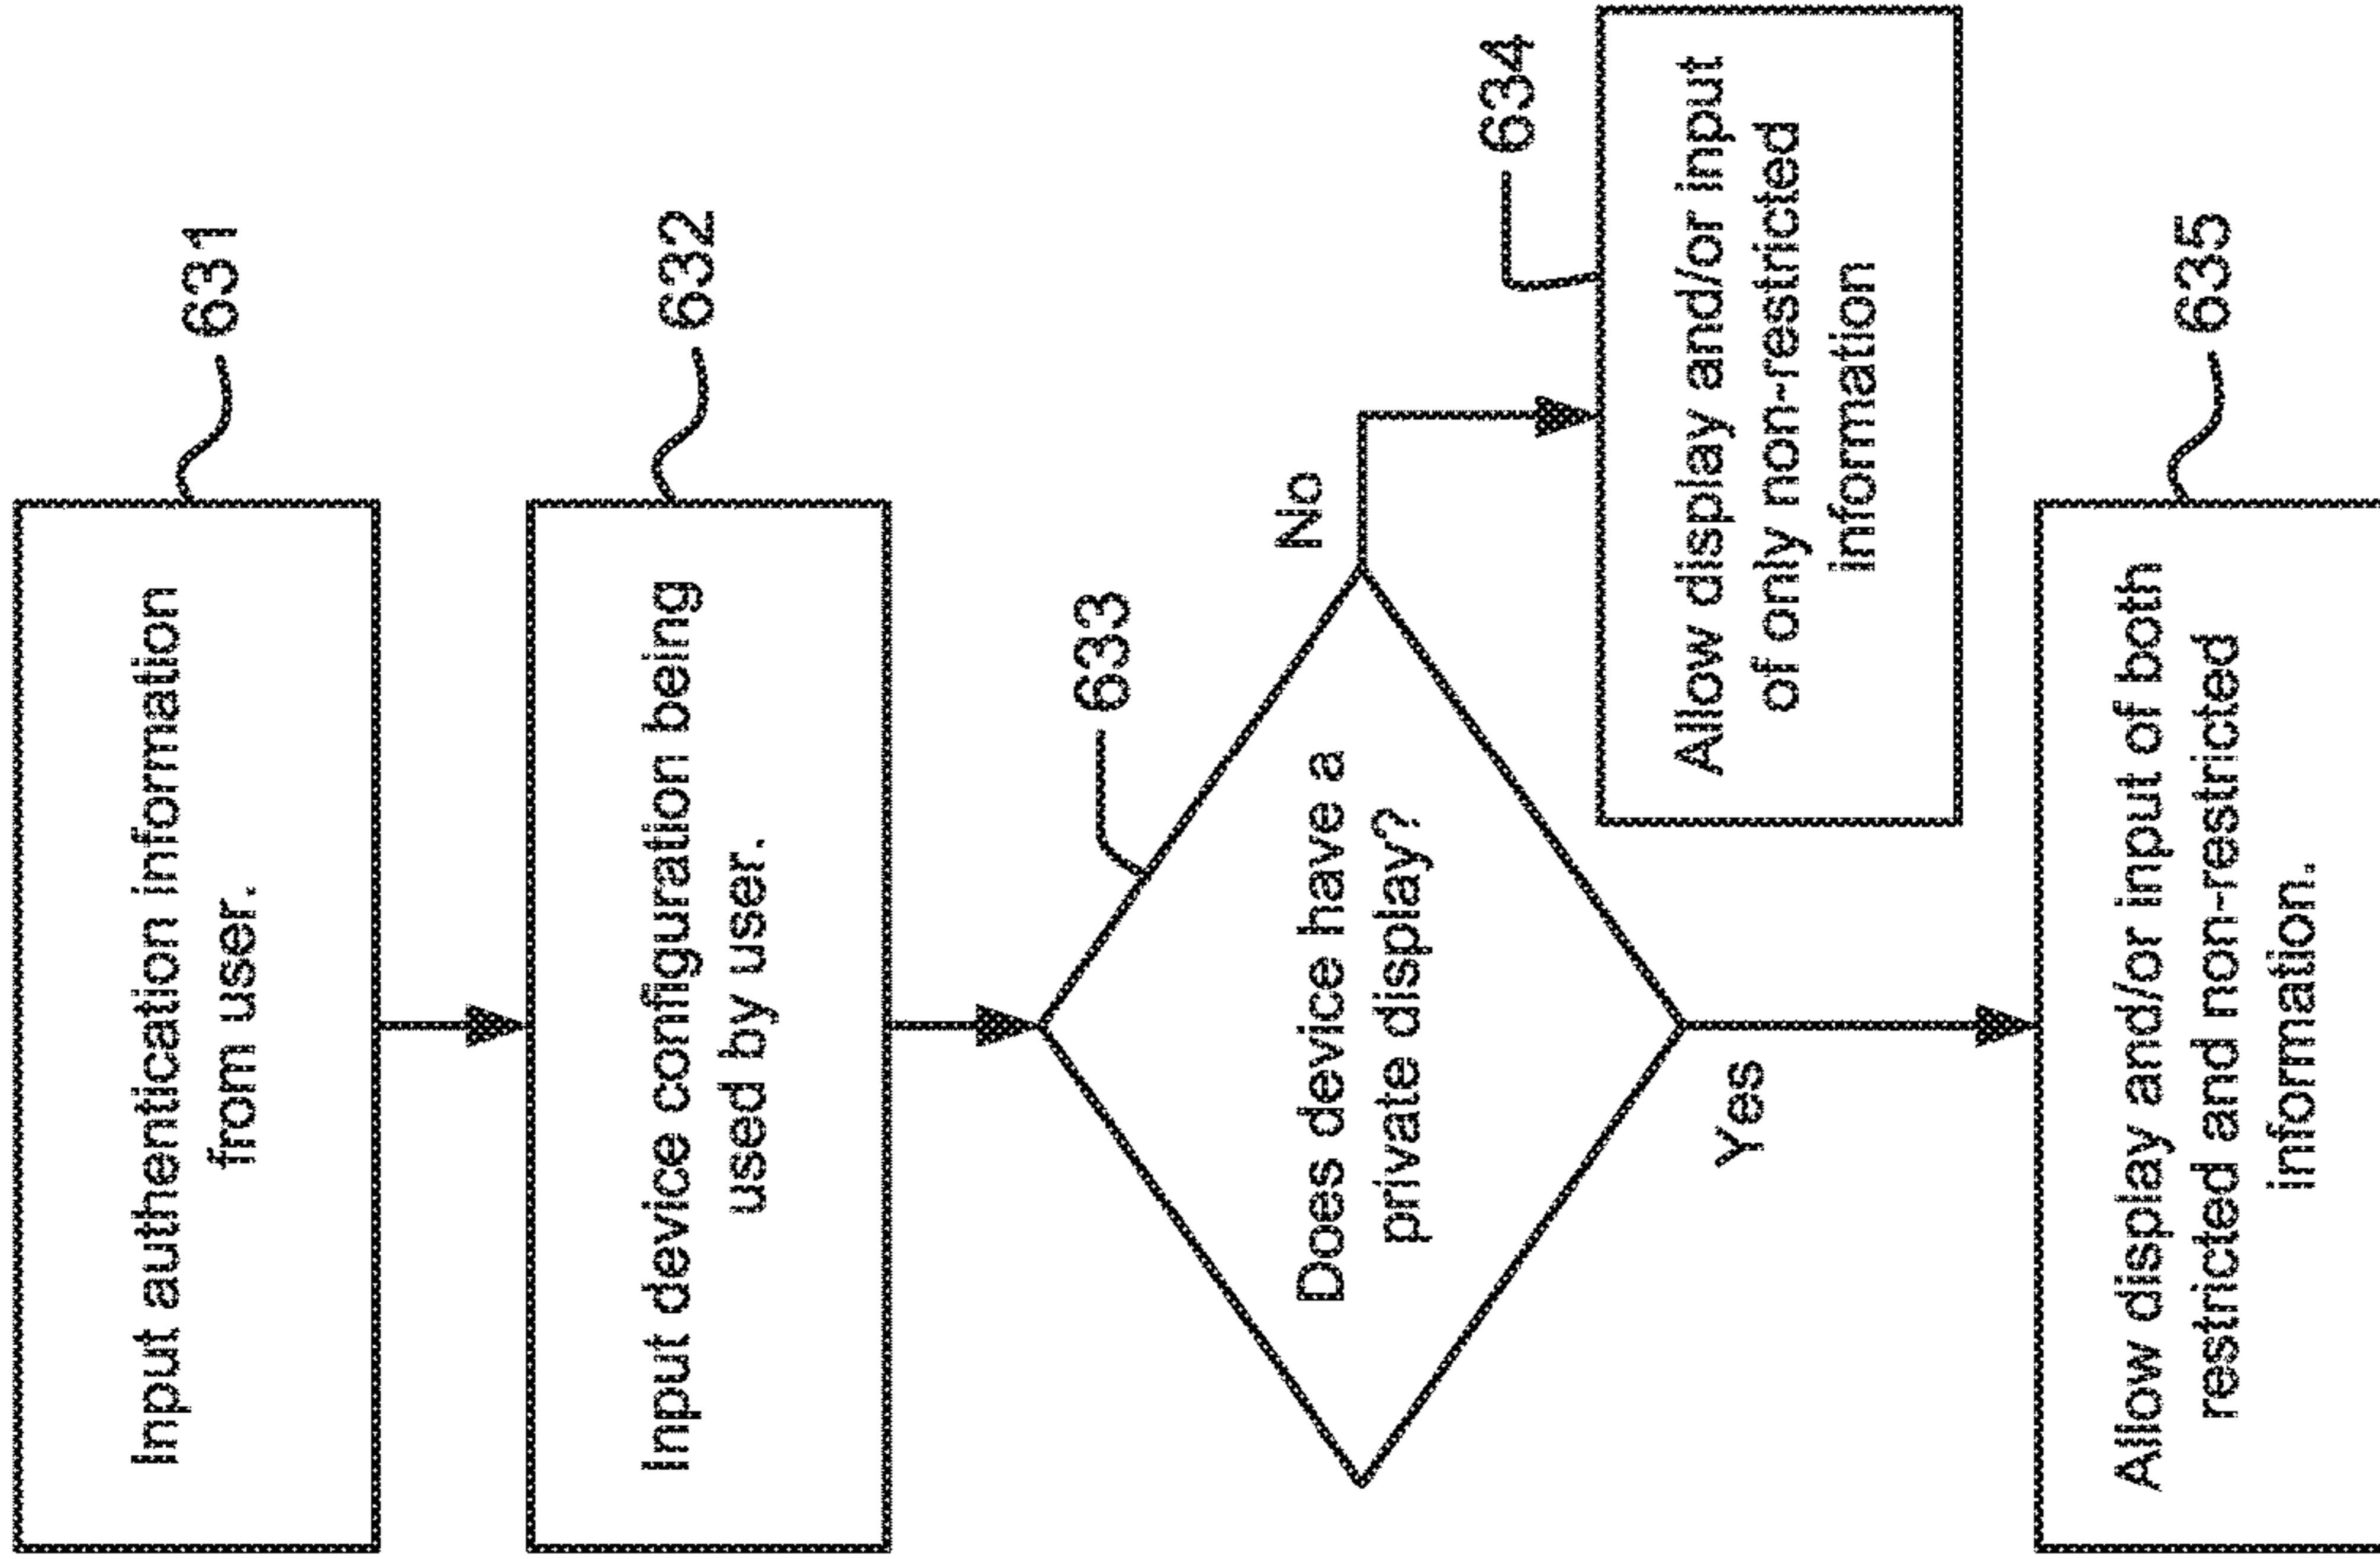 631
Input authentication information
from user.
632
Input device configuration being
used by user.
633
Does device have a
private display?
No
634
Allow display and/or input
of only non-restricted
information
Yes
635
Allow display and/or input of both
restricted and non-restricted
information.